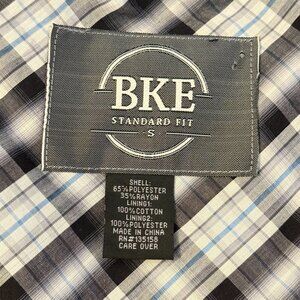 BKE
STANDARD FIT
S
SHELL:
65%POLYESTER
35%RAYON
LINING1:
100%COTTON
LINING2:
100%POLYESTER
MADE IN CHINA
RN#135158
CARE OVER